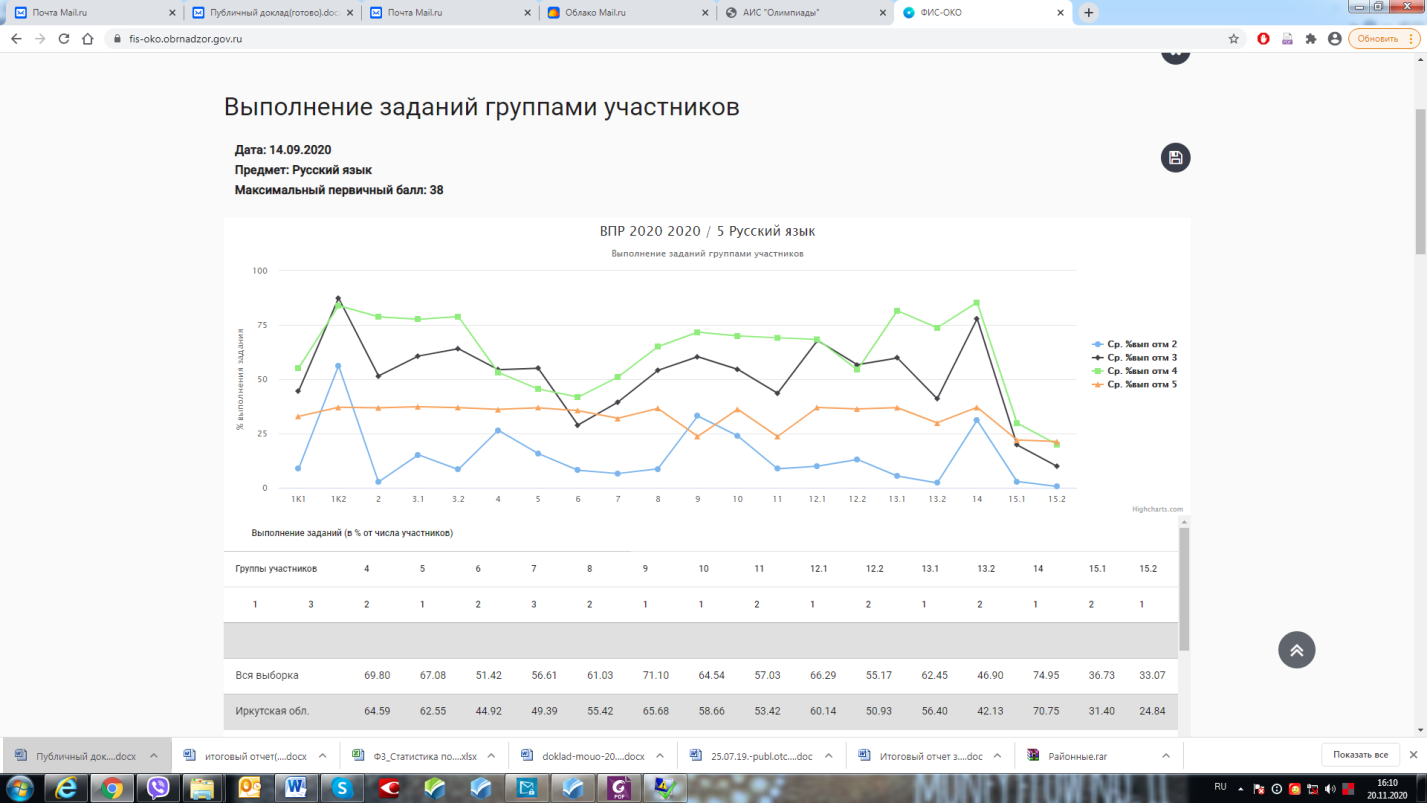 Почта Mail.ru
Публичный доклад(готово).doc
Почта Mail.ru
Облако Mail.ru
АИС "Олимпиады"
ФИС-ОКО
fis-oko.obrnadzor.gov.ru
Обновить
Выполнение заданий группами участников
Дата: 14.09.2020
Предмет: Русский язык
Максимальный первичный балл: 38
ВПР 2020 2020 / 5 Русский язык
Выполнение заданий группами участников
% выполнения задания
100
75
50
25
0
1K1 1K2 2 3.1 3.2 4 5 6 7 8 9 10 11 12.1 12.2 13.1 13.2 14 15.1 15.2
Ср. %вып отм 2
Ср. %вып отм 3
Ср. %вып отм 4
Ср. %вып отм 5
Highcharts.com
Выполнение заданий (в % от числа участников)
Группы участников 4 5 6 7 8 9 10 11 12.1 12.2 13.1 13.2 14 15.1 15.2
1 3 2 1 2 3 2 1 1 2 1 2 1 2 1 2 1
Вся выборка 69.80 67.08 51.42 56.61 61.03 71.10 64.54 57.03 66.29 55.17 62.45 46.90 74.95 36.73 33.07
Иркутская обл. 64.59 62.55 44.92 49.39 55.42 65.68 58.66 53.42 60.14 50.93 56.40 42.13 70.75 31.40 24.84
Публичный док....docx
итоговый отчет(....docx
Ф3_Статистика по....xlsx
doklad-mouo-20....docx
25.07.19.-publ.otc....doc
Итоговый отчет з....doc
Районные.rar
Показать все
RU
16:10
20.11.2020